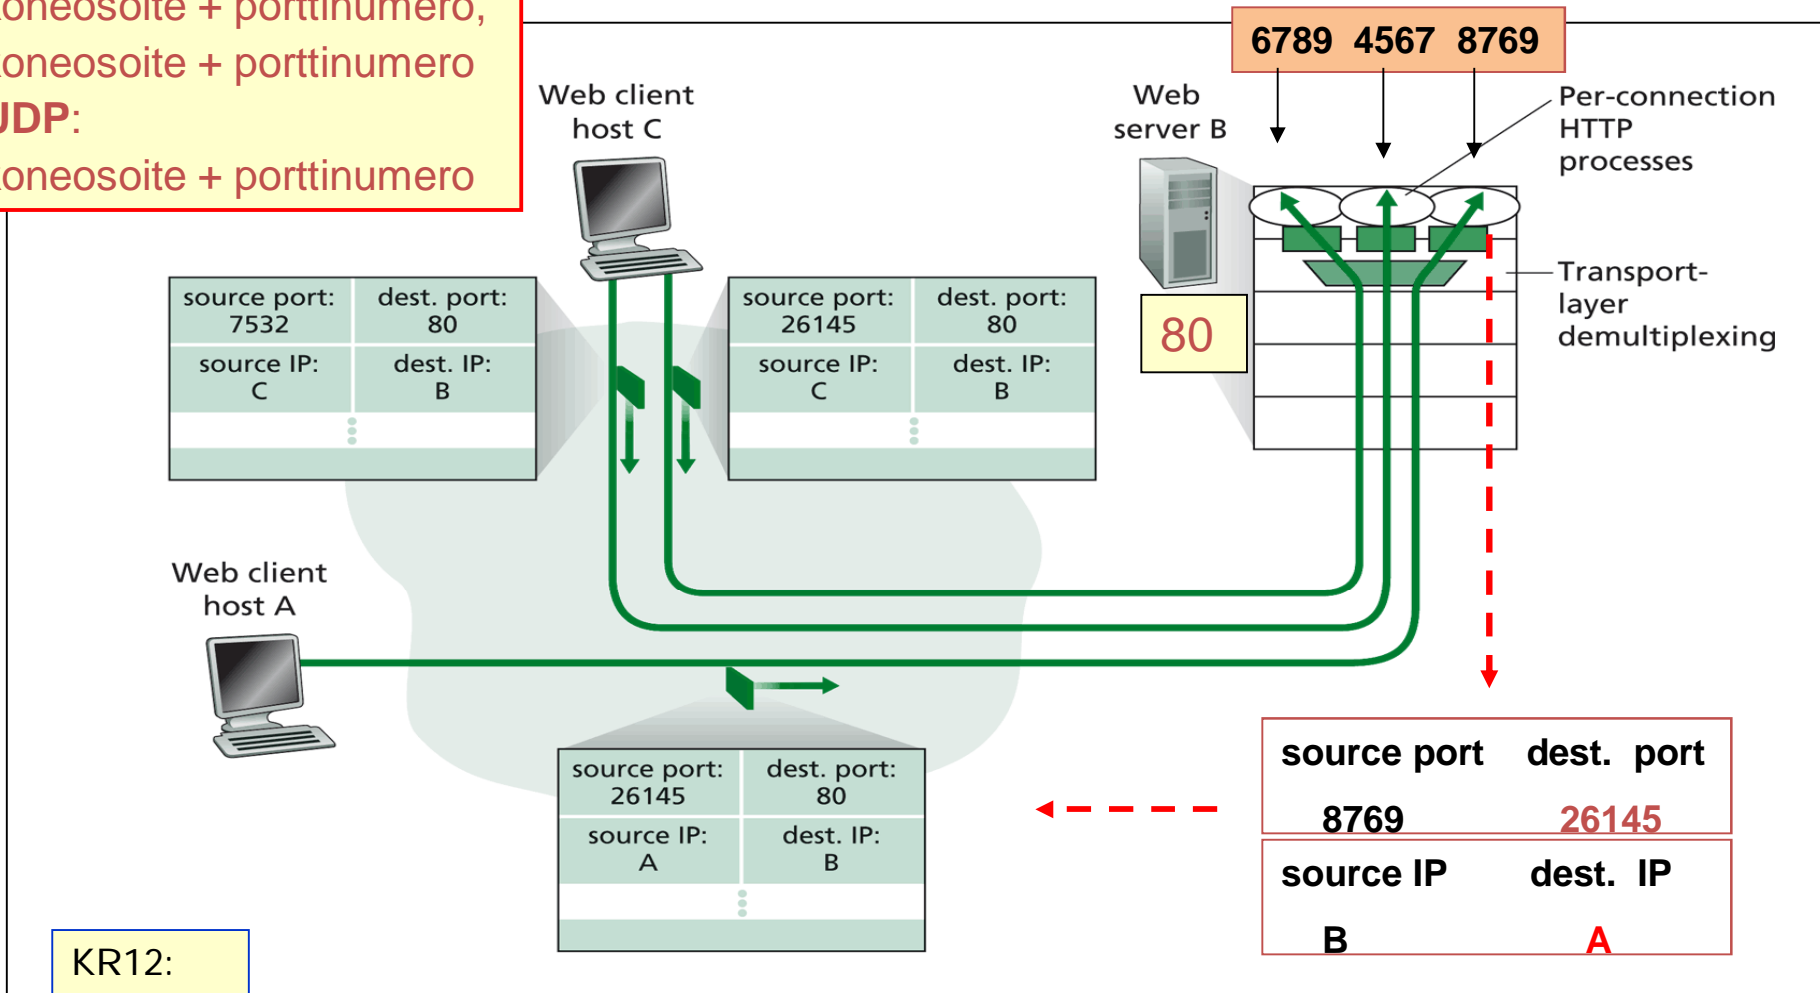 oneosoite + porttinumero,
oneosoite + porttinumero
UDP:
oneosoite + porttinumero
6789 4567 8769
Web client
host C
Web
server B
Per-connection
HTTP
processes
source port:
7532
dest. port:
80
source IP:
C
dest. IP:
B
source port:
26145
dest. port:
80
source IP:
C
dest. IP:
B
80
Transport-
layer
demultiplexing
Web client
host A
source port:
26145
dest. port:
80
source IP:
A
dest. IP:
B
source port dest. port
8769 26145
source IP dest. IP
B A
KR12: